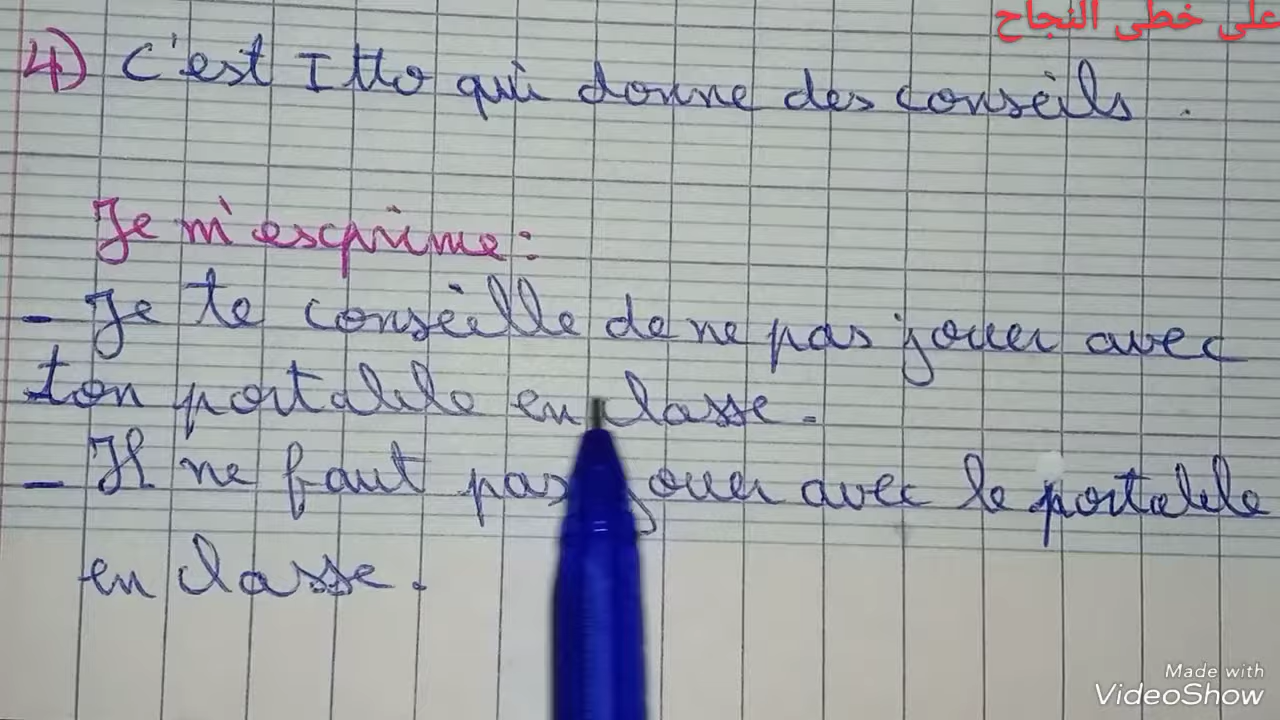 على خطى النجاح
4) C'est Itto qui donne des conseils.
Je m'exprime:
- Je te conseille de ne pas jouer avec
ton portable en classe.
- Il ne faut pas jouer avec le portable
en classe.
Made with
VideoShow